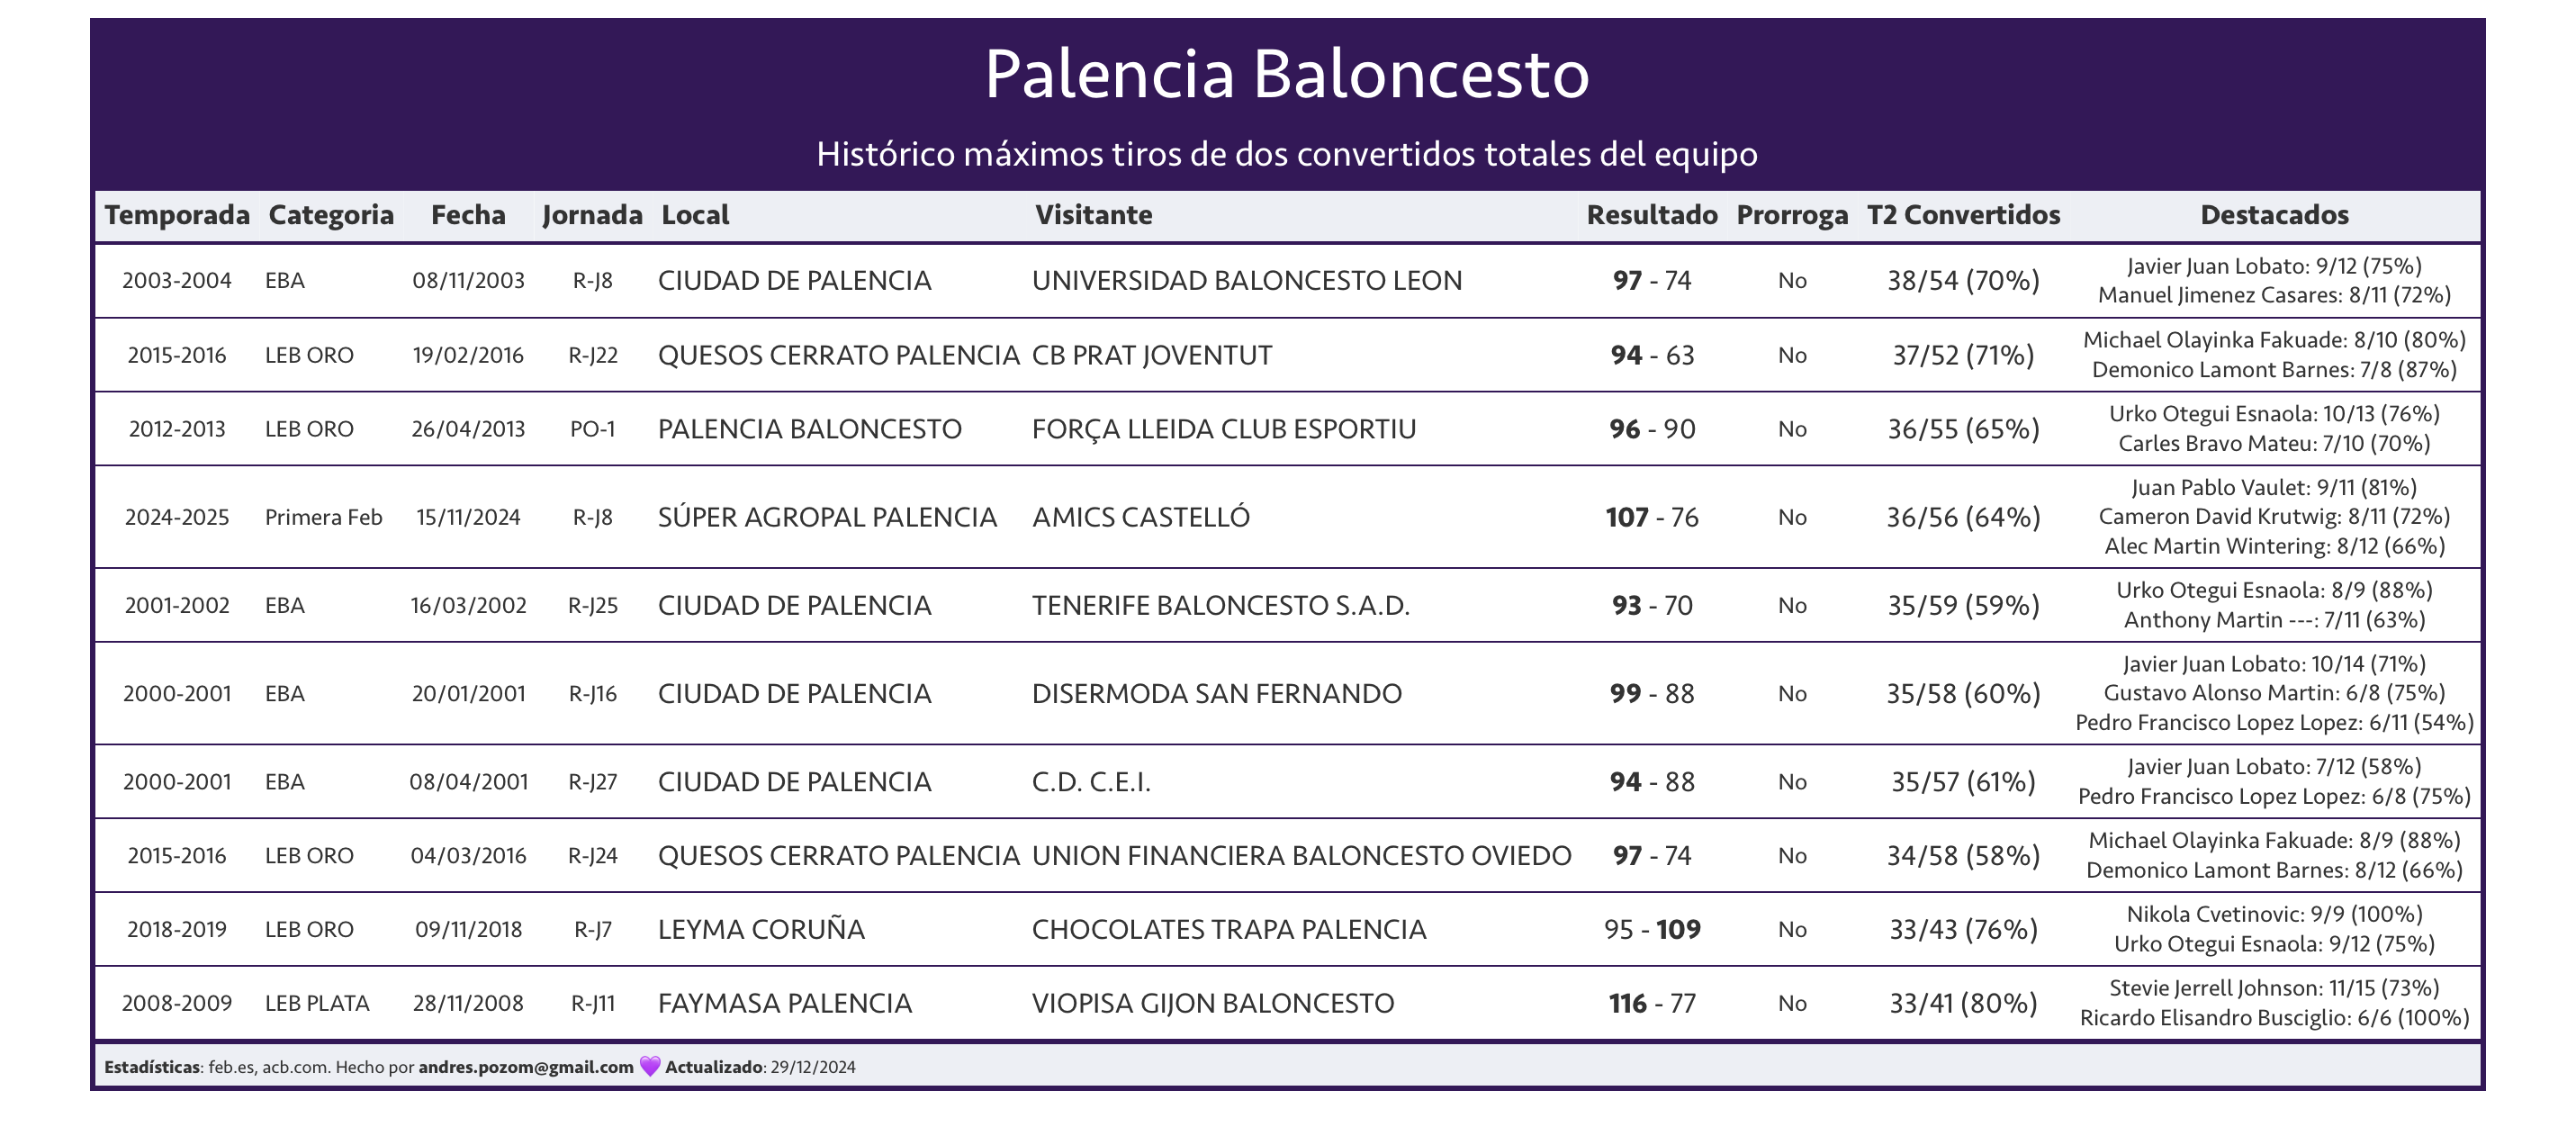 Palencia Baloncesto
Histórico máximos tiros de dos convertidos totales del equipo
Temporada Categoria Fecha Jornada Local Visitante Resultado Prorroga T2 Convertidos Destacados
2003-2004 EBA 08/11/2003 R-J8 CIUDAD DE PALENCIA UNIVERSIDAD BALONCESTO LEON 97 - 74 No 38/54 (70%) Javier Juan Lobato: 9/12 (75%)
Manuel Jimenez Casares: 8/11 (72%)
2015-2016 LEB ORO 19/02/2016 R-J22 QUESOS CERRATO PALENCIA CB PRAT JOVENTUT 94 - 63 No 37/52 (71%) Michael Olayinka Fakuade: 8/10 (80%)
Demonico Lamont Barnes: 7/8 (87%)
2012-2013 LEB ORO 26/04/2013 PO-1 PALENCIA BALONCESTO FORÇA LLEIDA CLUB ESPORTIU 96 - 90 No 36/55 (65%) Urko Otegui Esnaola: 10/13 (76%)
Carles Bravo Mateu: 7/10 (70%)
Juan Pablo Vaulet: 9/11 (81%)
2024-2025 Primera Feb 15/11/2024 R-J8 SÚPER AGROPAL PALENCIA AMICS CASTELLÓ 107 - 76 No 36/56 (64%) Cameron David Krutwig: 8/11 (72%)
Alec Martin Wintering: 8/12 (66%)
2001-2002 EBA 16/03/2002 R-J25 CIUDAD DE PALENCIA TENERIFE BALONCESTO S.A.D. 93 - 70 No 35/59 (59%) Urko Otegui Esnaola: 8/9 (88%)
Anthony Martin ---: 7/11 (63%)
Javier Juan Lobato: 10/14 (71%)
2000-2001 EBA 20/01/2001 R-J16 CIUDAD DE PALENCIA DISERMODA SAN FERNANDO 99 - 88 No 35/58 (60%) Gustavo Alonso Martin: 6/8 (75%)
Pedro Francisco Lopez Lopez: 6/11 (54%)
2000-2001 EBA 08/04/2001 R-J27 CIUDAD DE PALENCIA C.D. C.E.I. 94 - 88 No 35/57 (61%) Javier Juan Lobato: 7/12 (58%)
Pedro Francisco Lopez Lopez: 6/8 (75%)
2015-2016 LEB ORO 04/03/2016 R-J24 QUESOS CERRATO PALENCIA UNION FINANCIERA BALONCESTO OVIEDO 97 - 74 No 34/58 (58%) Michael Olayinka Fakuade: 8/9 (88%)
Demonico Lamont Barnes: 8/12 (66%)
2018-2019 LEB ORO 09/11/2018 R-J7 LEYMA CORUÑA CHOCOLATES TRAPA PALENCIA 95 - 109 No 33/43 (76%) Nikola Cvetinovic: 9/9 (100%)
Urko Otegui Esnaola: 9/12 (75%)
2008-2009 LEB PLATA 28/11/2008 R-J11 FAYMASA PALENCIA VIOPISA GIJON BALONCESTO 116 - 77 No 33/41 (80%) Stevie Jerrell Johnson: 11/15 (73%)
Ricardo Elisandro Busciglio: 6/6 (100%)
Estadísticas: feb.es, acb.com. Hecho por andres.pozom@gmail.com 💜 Actualizado: 29/12/2024